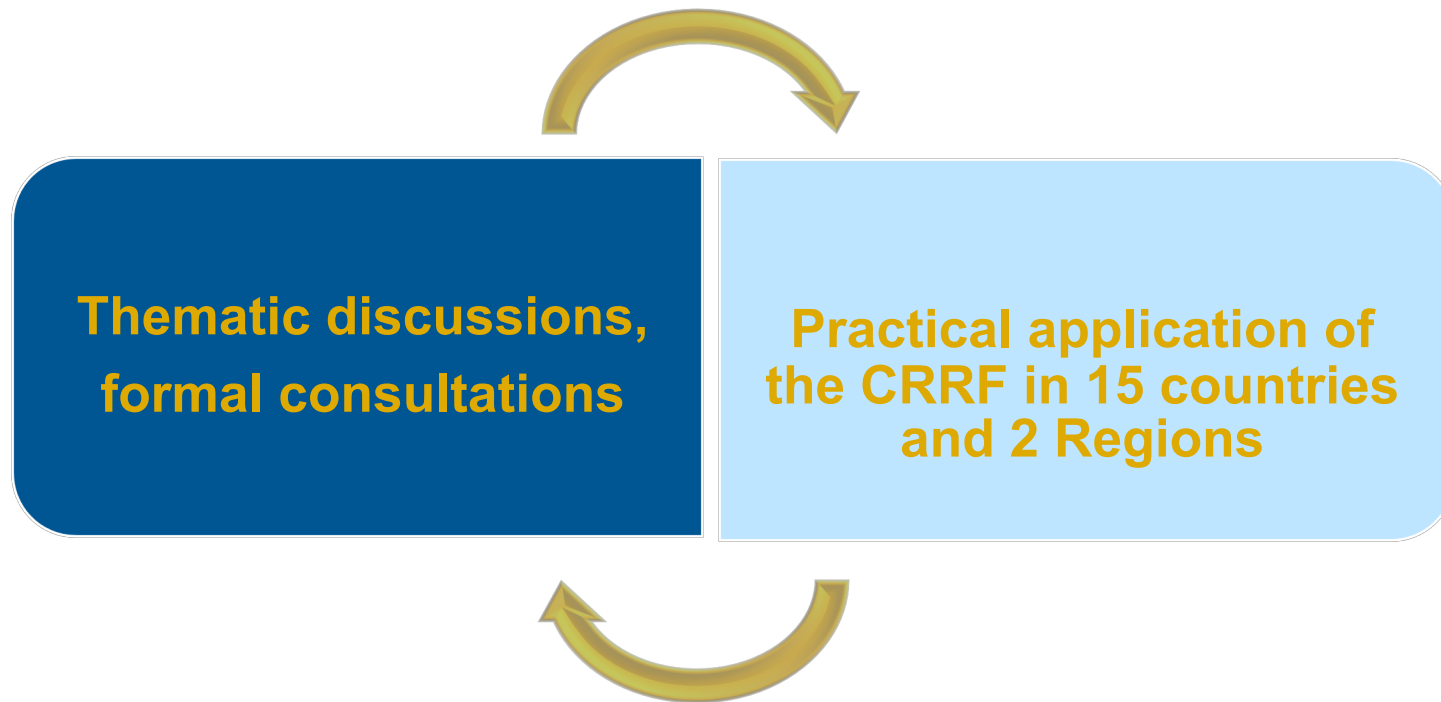 Thematic discussions,
formal consultations
Practical application of
the CRRF in 15 countries
and 2 Regions